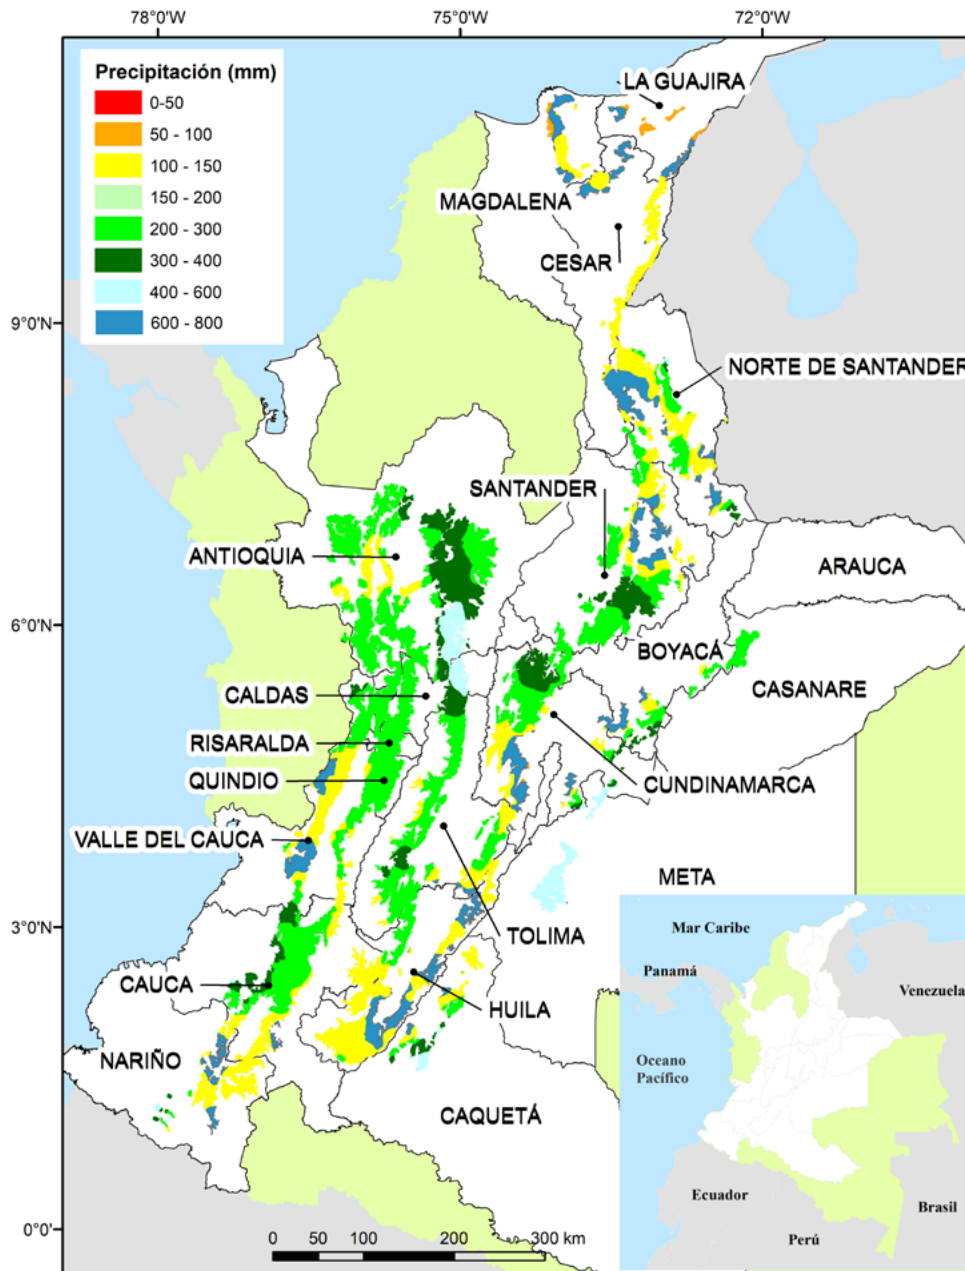 78°0'W
75°0'W
72°0'W
Precipitación (mm)
0-50
50 - 100
100 - 150
150 - 200
200 - 300
300 - 400
400 - 600
600 - 800
LA GUAJIRA
MAGDALENA
CESAR
9°0'N
NORTE DE SANTANDER
SANTANDER
ANTIOQUIA
ARAUCA
6°0'N
BOYACÁ
CASANARE
CALDAS
RISARALDA
QUINDIO
CUNDINAMARCA
VALLE DEL CAUCA
META
3°0'N
TOLIMA
CAUCA
HUILA
NARIÑO
CAQUETÁ
0°0'
0 50 100 200 300 km
Mar Caribe
Panamá
Venezuela
Oceano
Pacífico
Ecuador
Brasil
Perú